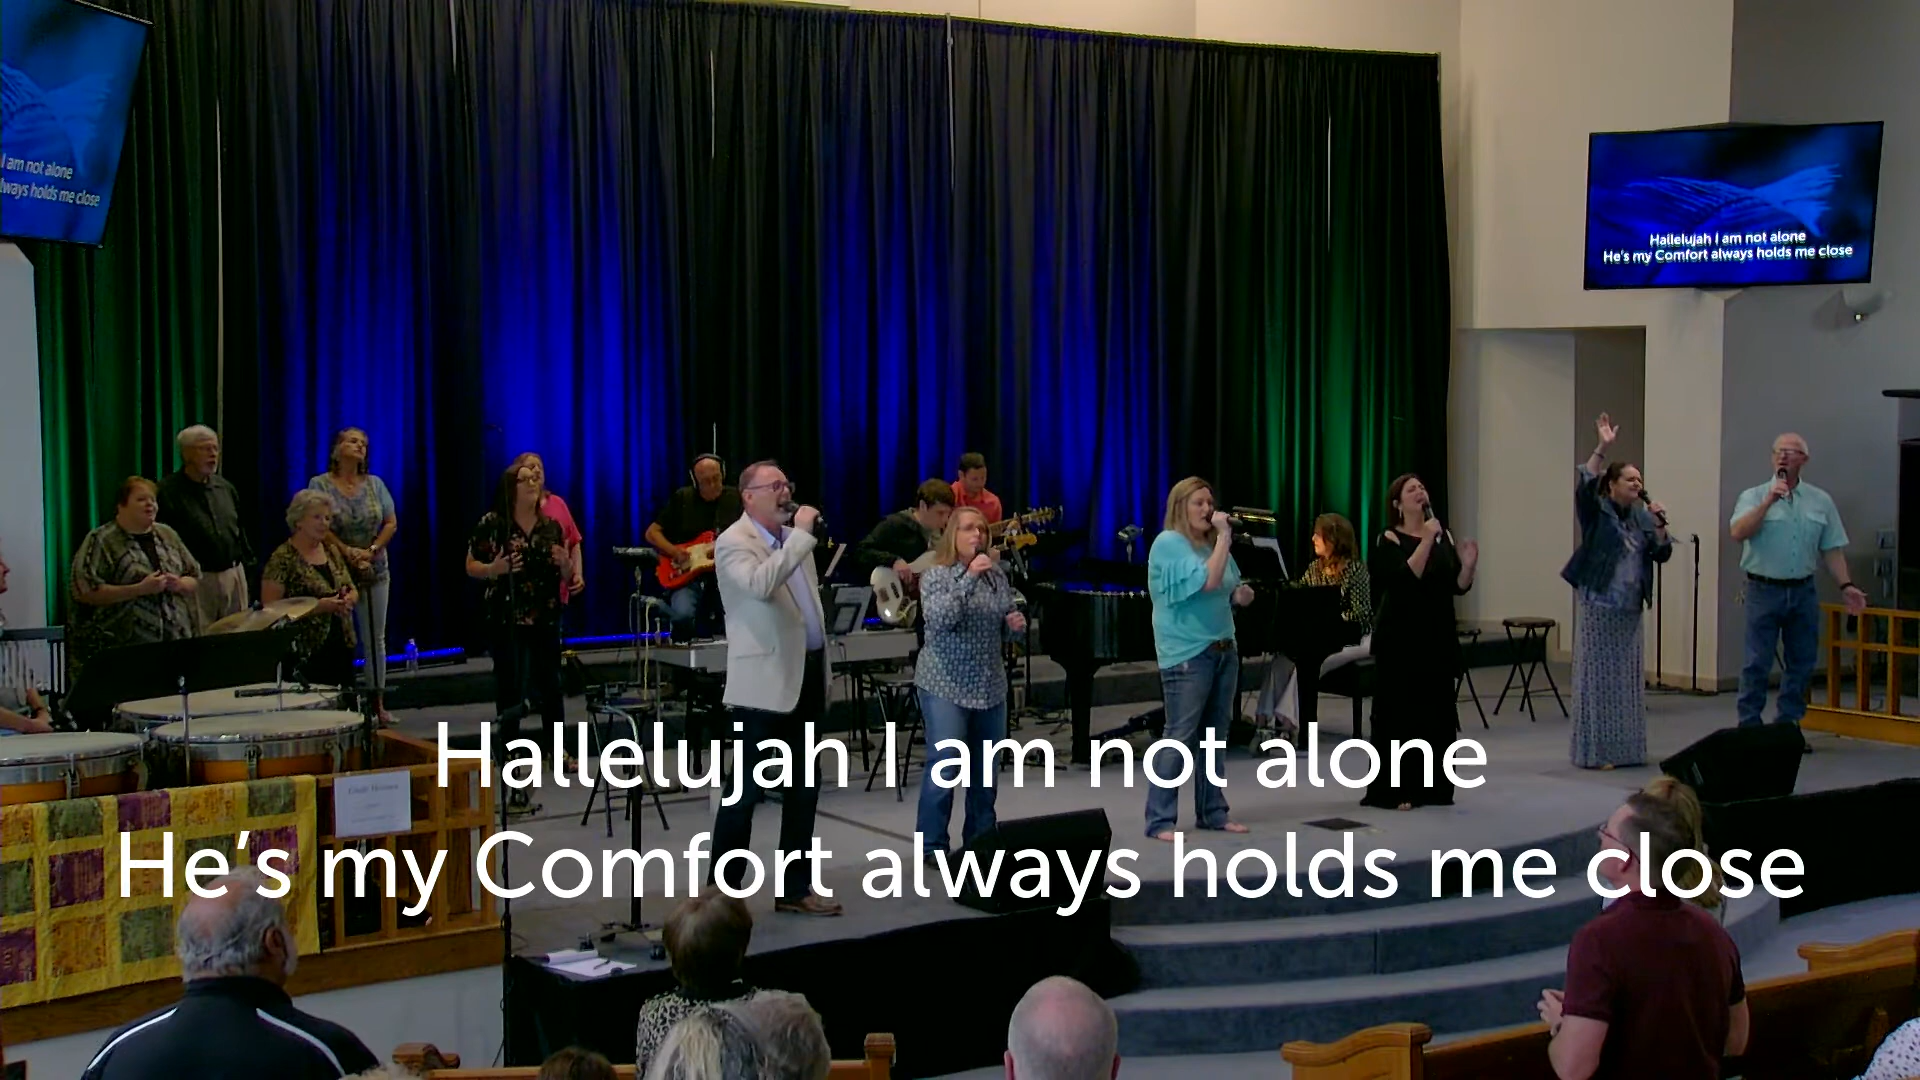 I am not alone
lways holds me close
Hallelujah I am not alone
He's my Comfort always holds me close
Hallelujah I am not alone
He's my Comfort always holds me close